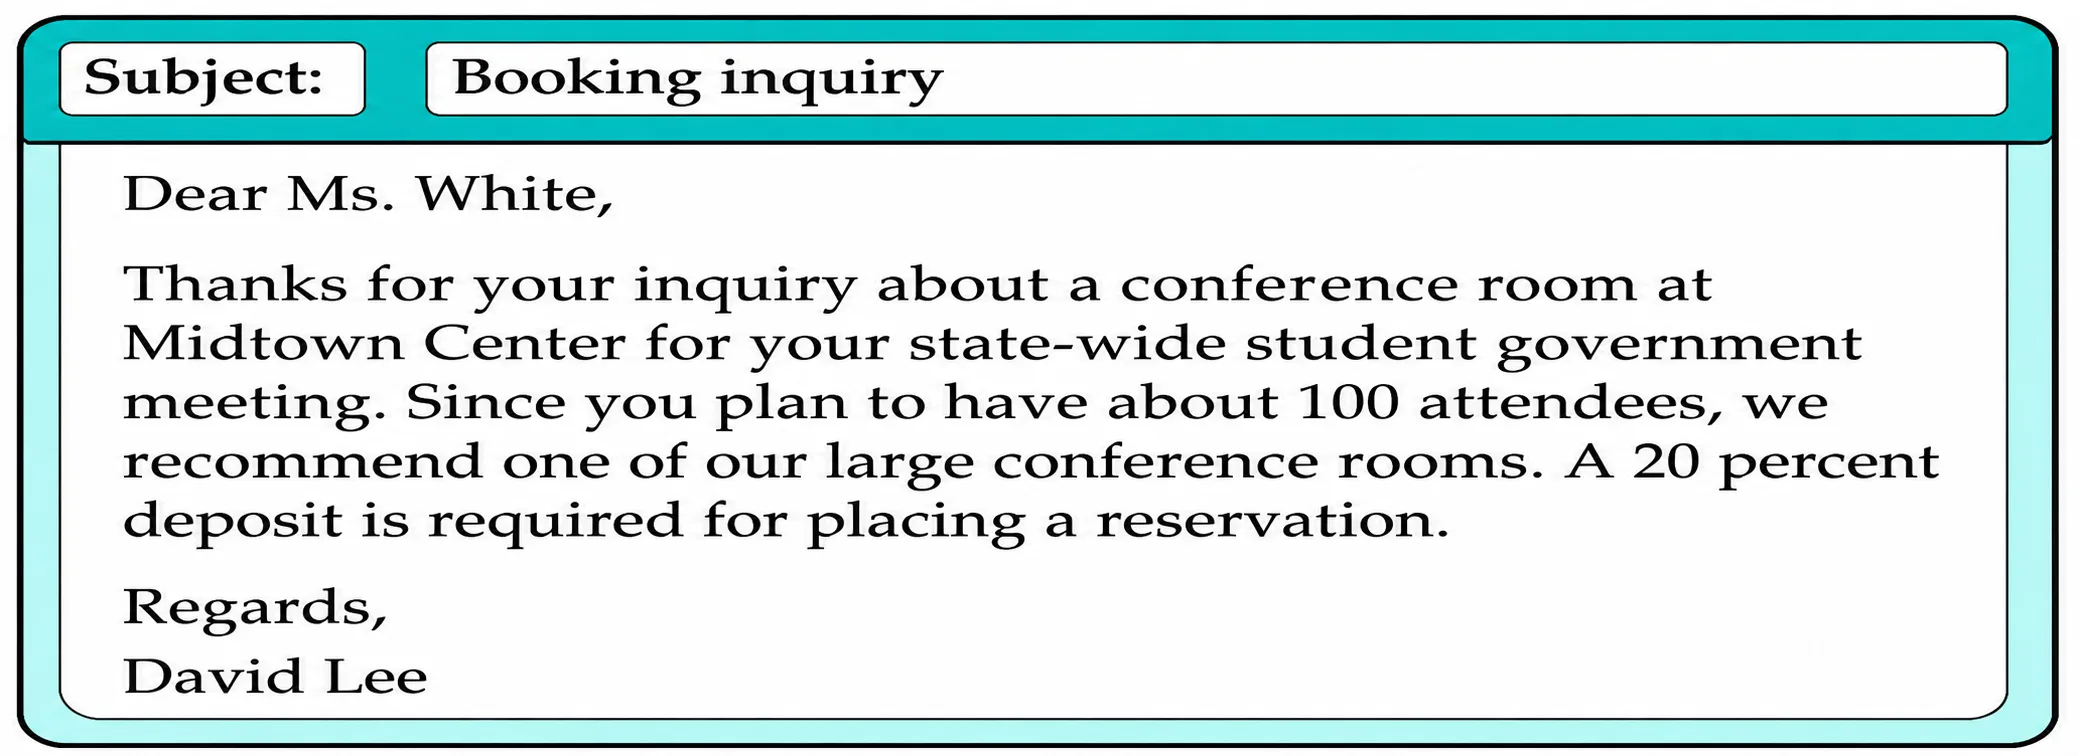 Subject: Booking inquiry
Dear Ms. White,
Thanks for your inquiry about a conference room at
Midtown Center for your state-wide student government
meeting. Since you plan to have about 100 attendees, we
recommend one of our large conference rooms. A 20 percent
deposit is required for placing a reservation.
Regards,
David Lee